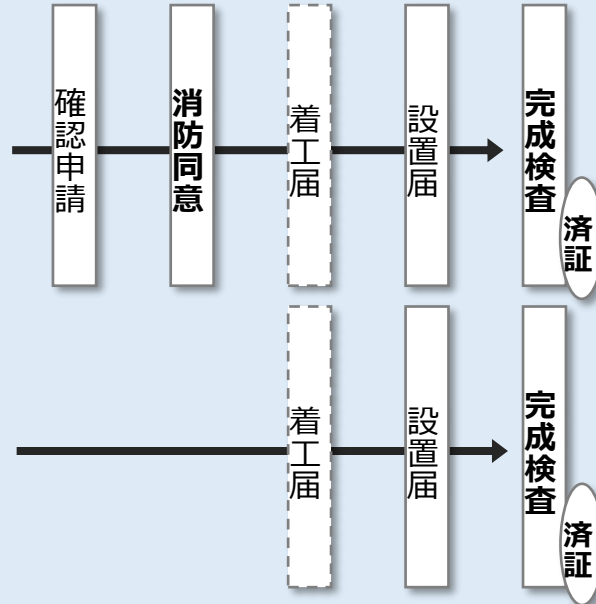 確認申請
消防同意
着工届
設置届
完成検査
済証
着工届
設置届
完成検査
済証